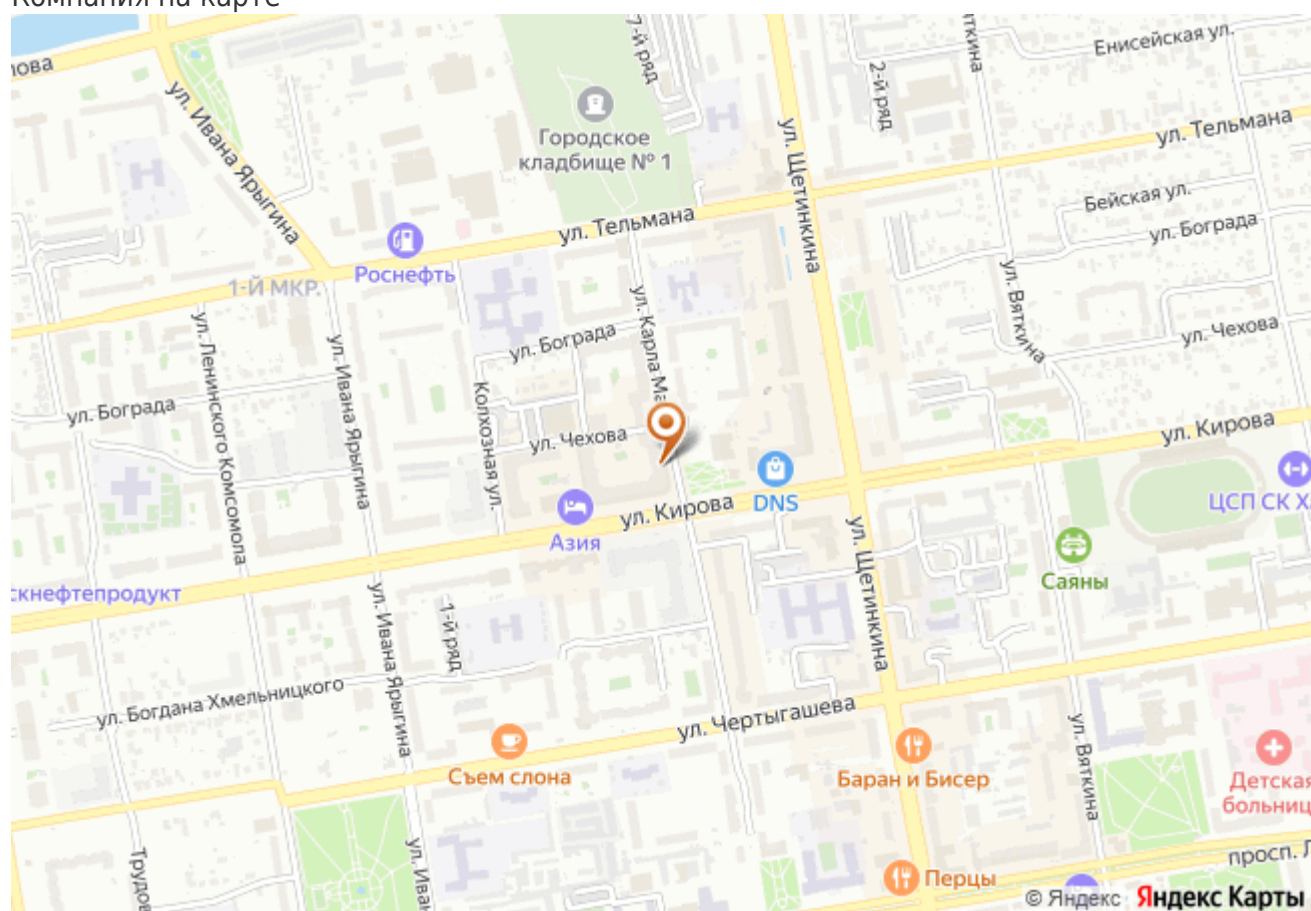 Компания на карте
лова
ул. Ивана Ярыгина
7-й ряд
Городское
кладбище № 1
ул. Щетинкина
2-й ряд
ткина
Енисейская ул.
ул. Тельмана
Бейская ул.
ул. Бограда
ул. Тельмана
Роснефть
1-Й МКР.
ул. Ленинского Комсомола
ул. Ивана Ярыгина
ул. Бограда
ул. Карла Ма
ул. Вяткина
ул. Чехова
ул. Бограда
Колхозная ул.
ул. Чехова
ул. Кирова
DNS
ул. Кирова
Азия
ЦСП СК Х
ул. Щетинкина
Саяны
скнефтепродукт
ул. Ивана Ярыгина
1-й ряд
ул. Богдана Хмельницкого
ул. Чертыгашева
ул. Вяткина
Съем слона
Баран и Бисер
Детская
больниц
Трудов
ул. Иван
Перцы
просп. Л
© Яндекс Яндекс Карты